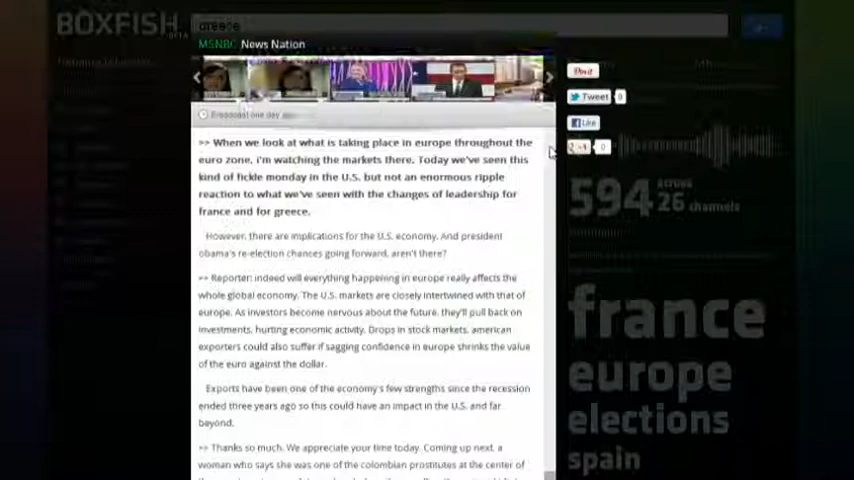 BOXFISH
BETA
greece
MSNBC News Nation
Broadcast one day ago
>> When we look at what is taking place in europe throughout the
euro zone, i'm watching the markets there. Today we've seen this
kind of fickle monday in the U.S. but not an enormous ripple
reaction to what we've seen with the changes of leadership for
france and for greece.
However, there are implications for the U.S. economy. And president
obama's re-election chances going forward, aren't there?
>> Reporter: indeed will everything happening in europe really affects the
whole global economy. The U.S. markets are closely intertwined with that of
europe. As investors become nervous about the future, they'll pull back on
investments, hurting economic activity. Drops in stock markets, american
exporters could also suffer if sagging confidence in europe shrinks the value
of the euro against the dollar.
Exports have been one of the economy's few strengths since the recession
ended three years ago so this could have an impact in the U.S. and far
beyond.
>> Thanks so much. We appreciate your time today. Coming up next, a
woman who says she was one of the colombian prostitutes at the center of
Pin it
Tweet 0
Like
+1 0
594 across
26 channels
france
europe
elections
spain